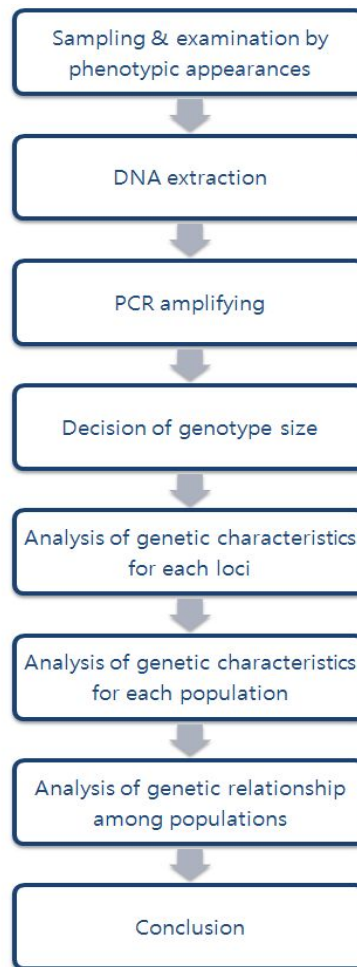 Sampling & examination by
phenotypic appearances
DNA extraction
PCR amplifying
Decision of genotype size
Analysis of genetic characteristics
for each loci
Analysis of genetic characteristics
for each population
Analysis of genetic relationship
among populations
Conclusion